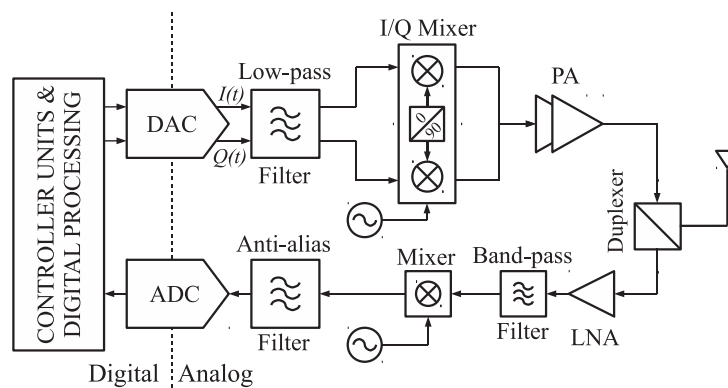 I/Q Mixer
Low-pass
PA
I(t)
DAC
0
90
Q(t)
Filter
CONTROLLER UNITS &
DIGITAL PROCESSING
Duplexer
Anti-alias
Mixer
Band-pass
ADC
Filter
Filter
LNA
Digital
Analog